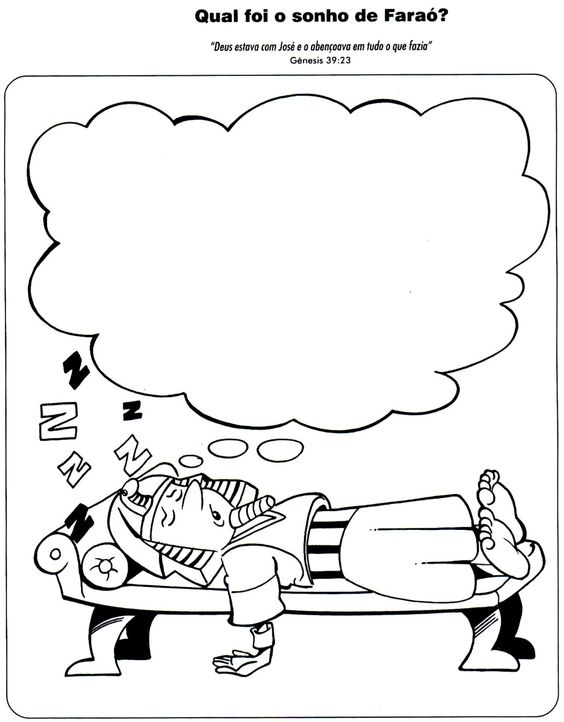 Qual foi o sonho de Faraó?
"Deus estava com José e o abençoava em tudo o que fazia"
Gênesis 39:23
Z
Z
Z
Z
Z
Z